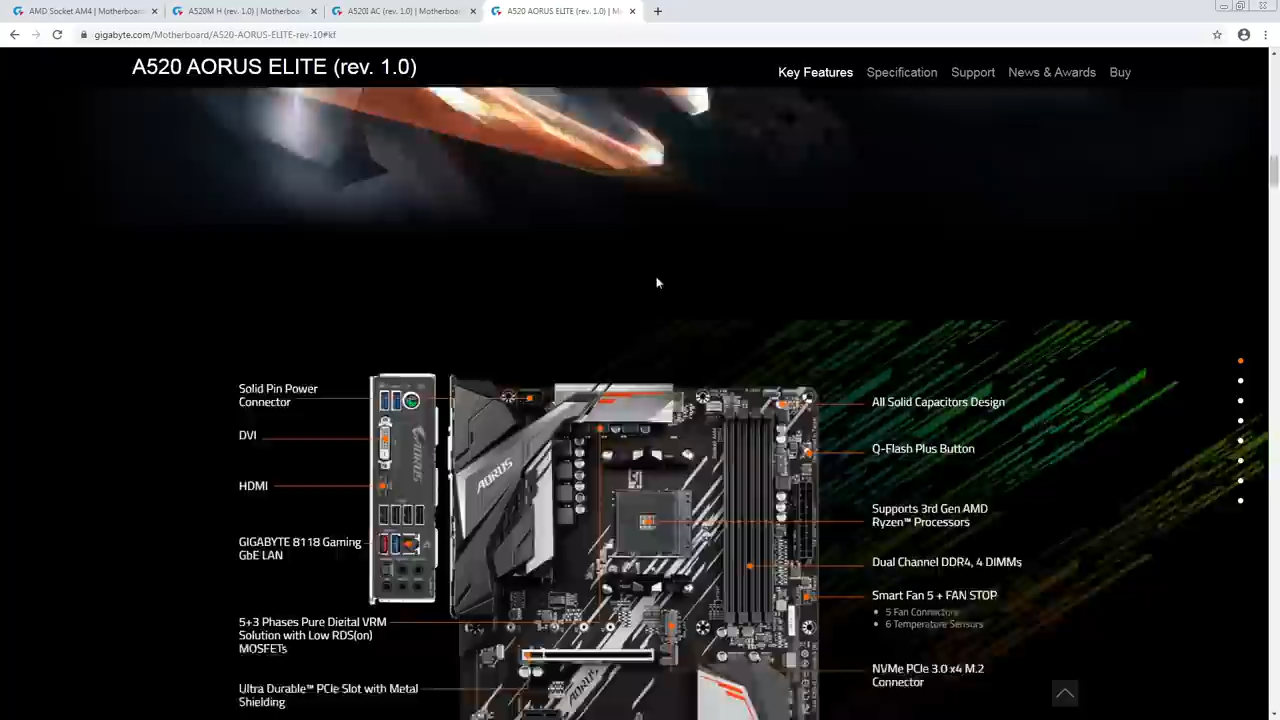 AMD Socket AM4 | Motherboar
A520M H (rev. 1.0) | Motherboa
A520I AC (rev. 1.0) | Motherboa
A520 AORUS ELITE (rev. 1.0) | M
gigabyte.com/Motherboard/A520-AORUS-ELITE-rev-10#kf
A520 AORUS ELITE (rev. 1.0)
Key Features
Specification
Support
News & Awards
Buy
Solid Pin Power
Connector
DVI
HDMI
GIGABYTE 8118 Gaming
GbE LAN
5+3 Phases Pure Digital VRM
Solution with Low RDS(on)
MOSFETs
Ultra Durable™ PCIe Slot with Metal
Shielding
AORUS
AORUS
AORUS
All Solid Capacitors Design
Q-Flash Plus Button
Supports 3rd Gen AMD
Ryzen™ Processors
Dual Channel DDR4, 4 DIMMs
Smart Fan 5 + FAN STOP
• 5 Fan Connectors
• 6 Temperature Sensors
NVMe PCIe 3.0 x4 M.2
Connector